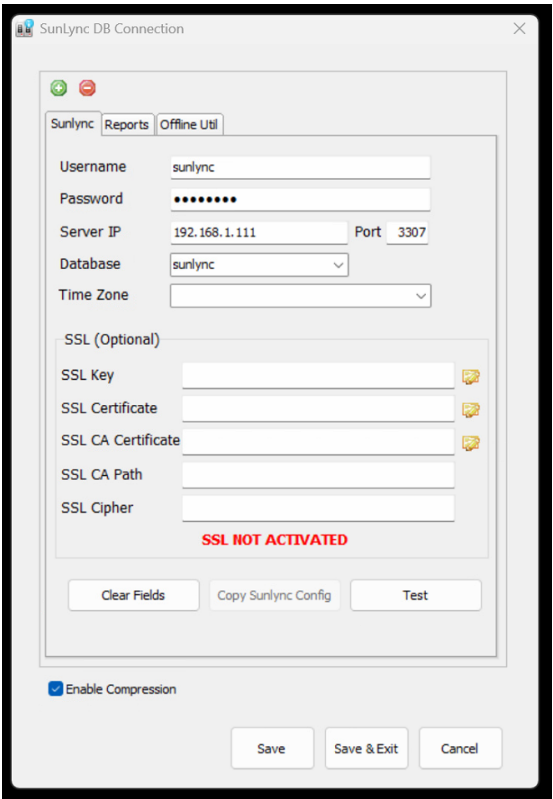 SunLync DB Connection
Sunlync Reports Offline Util
Username sunlync
Password ••••••••
Server IP 192.168.1.111 Port 3307
Database sunlync
Time Zone
SSL (Optional)
SSL Key
SSL Certificate
SSL CA Certificate
SSL CA Path
SSL Cipher
SSL NOT ACTIVATED
Clear Fields Copy Sunlync Config Test
Enable Compression
Save Save & Exit Cancel